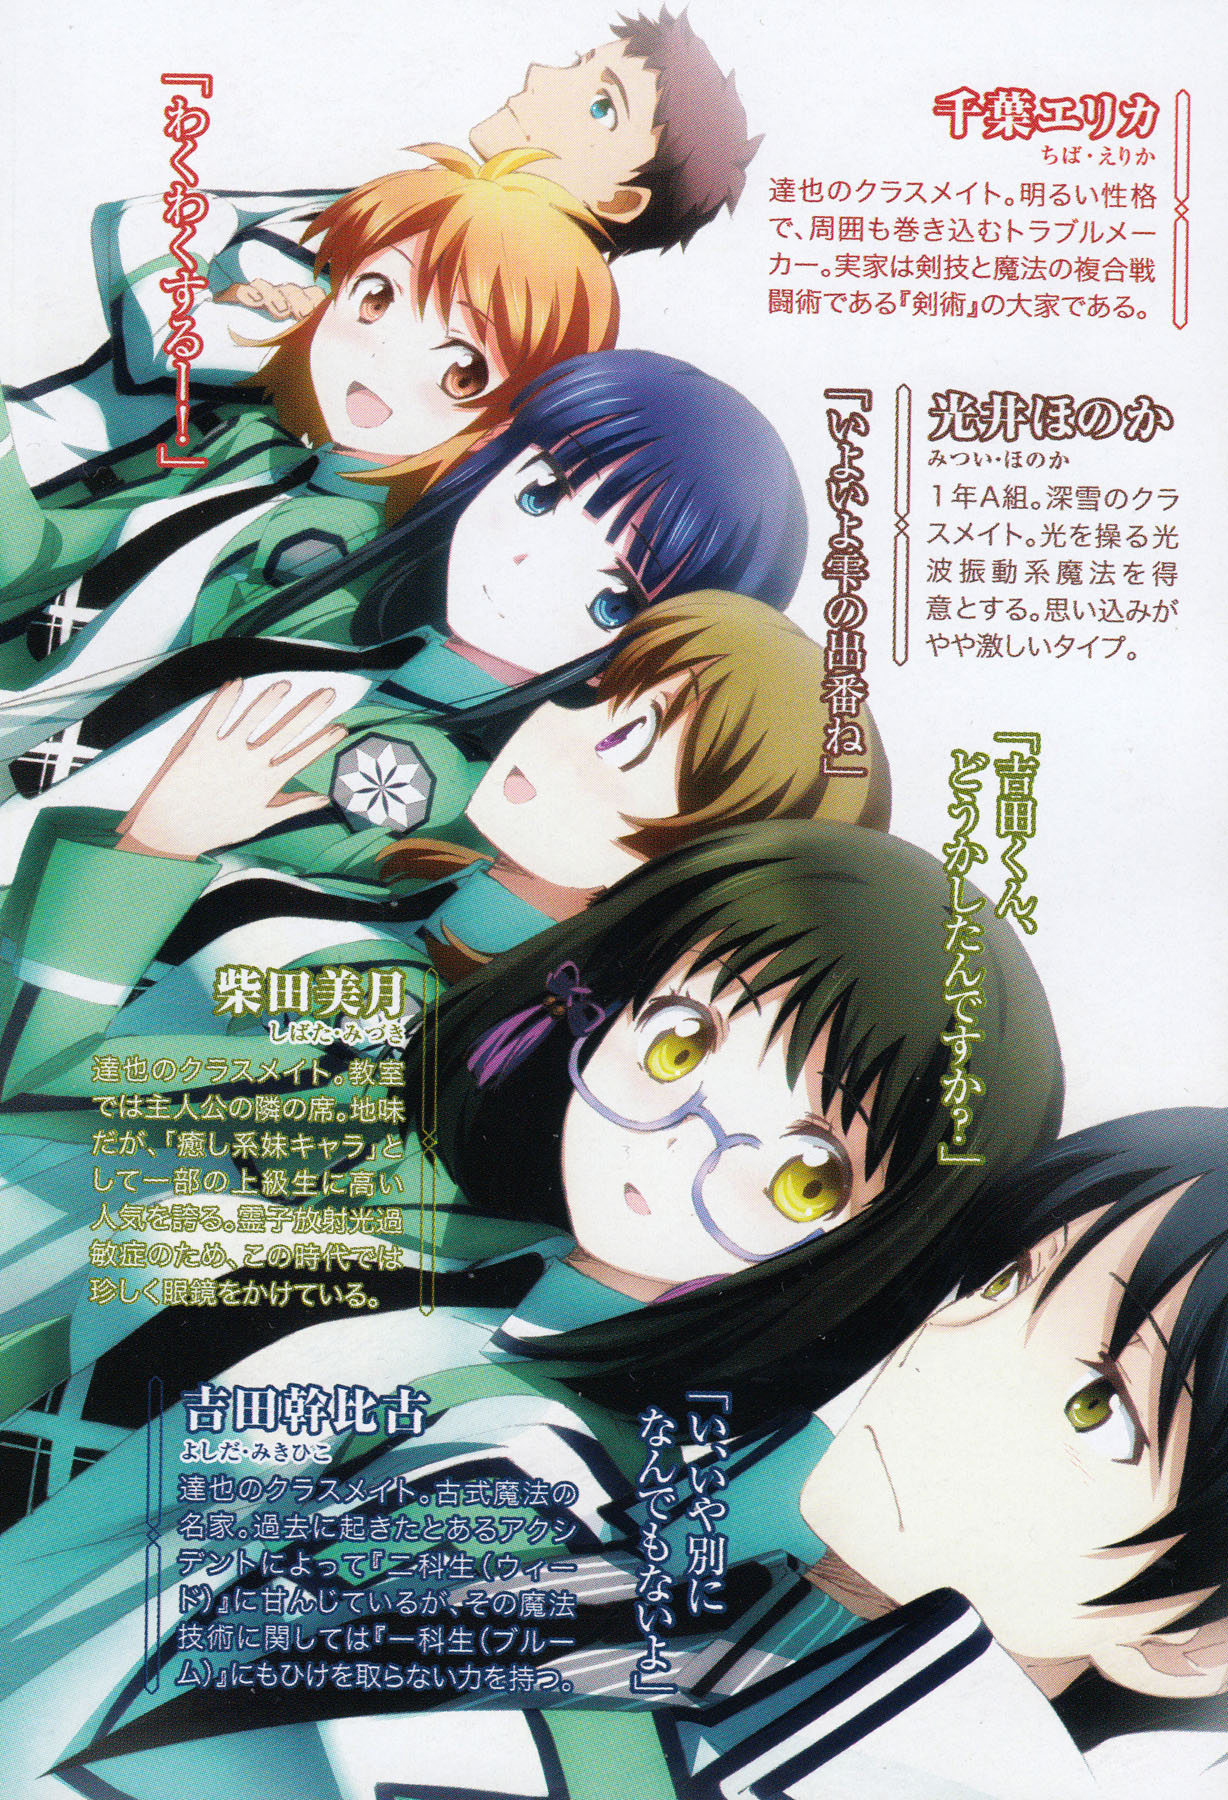 『わくわくするー！』
千葉エリカ
ちば・えりか
達也のクラスメイト。明るい性格
で、周囲も巻き込むトラブルメー
カー。実家は剣技と魔法の複合戦
闘術である『剣術』の大家である。
光井ほのか
みつい・ほのか
１年Ａ組。深雪のクラ
スメイト。光を操る光
波振動系魔法を得
意とする。思い込みが
やや激しいタイプ。
『いよいよ雫の出番ね』
『吉田くん、
どうかしたんですか？』
柴田美月
しばた・みづき
達也のクラスメイト。教室
では主人公の隣の席。地味
だが、「癒し系妹キャラ」と
して一部の上級生に高い
人気を誇る。霊子放射光過
敏症のため、この時代では
珍しく眼鏡をかけている。
吉田幹比古
よしだ・みきひこ
達也のクラスメイト。古式魔法の
名家。過去に起きたとあるアクシ
デントによって『二科生（ウィー
ド）』に甘んじているが、その魔法
技術に関しては『一科生（ブルー
ム）』にもひけを取らない力を持つ。
『い、いや別に
なんでもないよ』